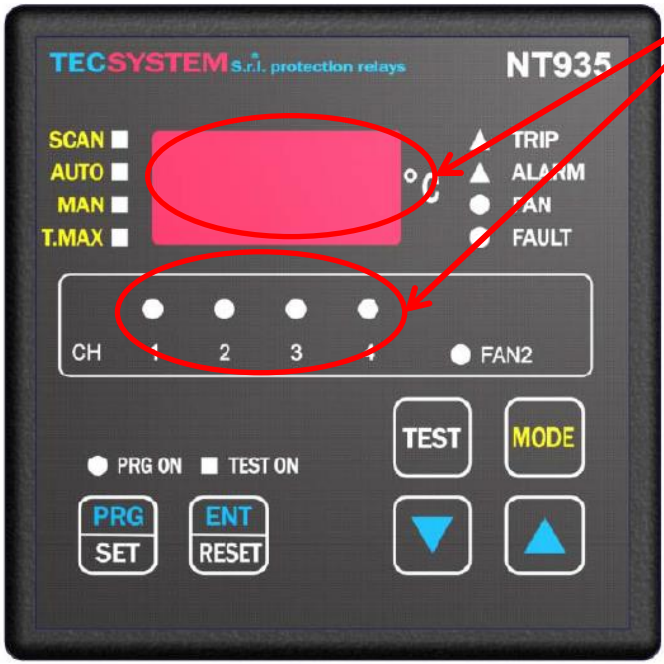 TECSYSTEM S.r.l. protection relays NT935
SCAN
AUTO
MAN
T.MAX
°C
TRIP
ALARM
FAN
FAULT
CH 1 2 3 4 FAN2
TEST MODE
PRG ON TEST ON
PRG
SET
ENT
RESET